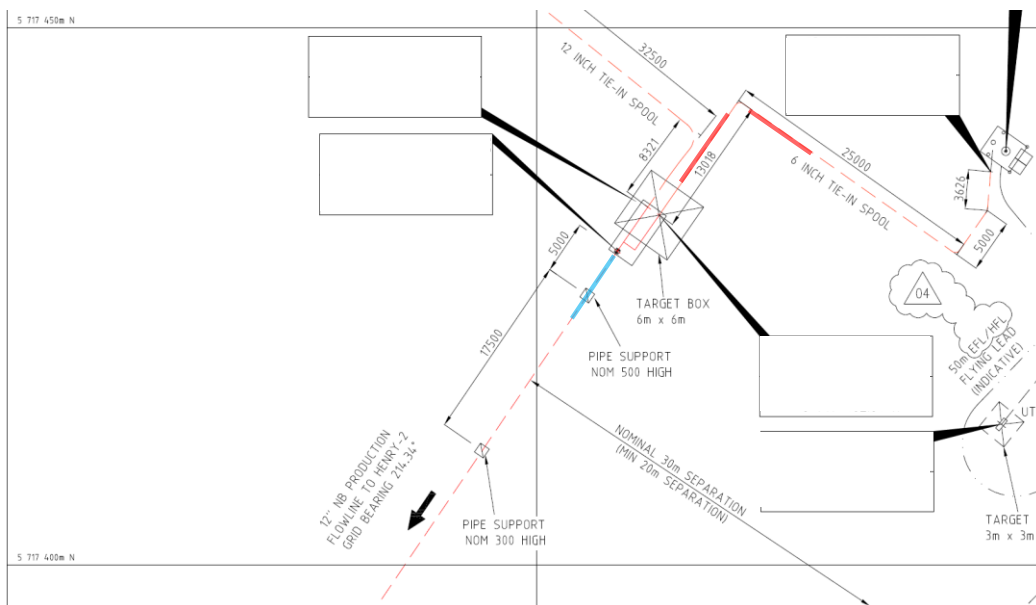 5 717 450m N
32500
12 INCH TIE-IN SPOOL
8321
13018
25000
6 INCH TIE-IN SPOOL
3626
5000
5000
17500
TARGET BOX
6m x 6m
04
PIPE SUPPORT
NOM 500 HIGH
50m EFL/HFL
FLYING LEAD
(INDICATIVE)
UT
NOMINAL 30m SEPARATION
(MIN 20m SEPARATION)
12" NB PRODUCTION
FLOWLINE TO HENRY-2
GRID BEARING 214.34°
PIPE SUPPORT
NOM 300 HIGH
TARGET
3m x 3m
5 717 400m N